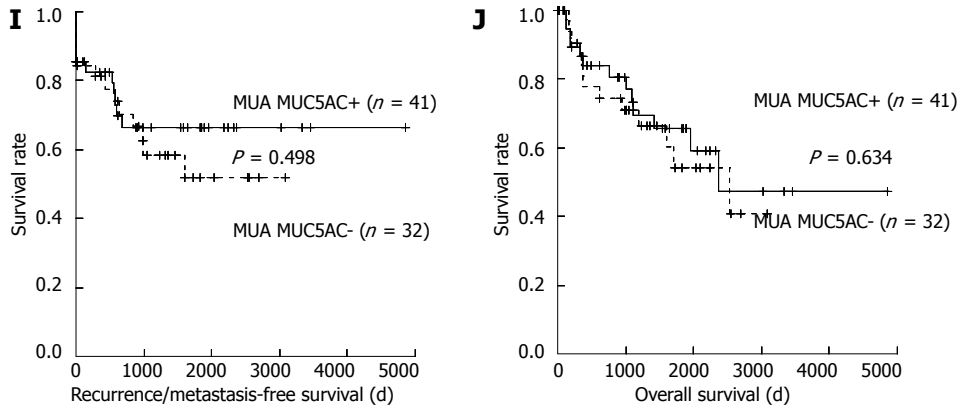 I
1.0
0.8
0.6
0.4
0.2
0.0
Survival rate
MUA MUC5AC+ (n = 41)
P = 0.498
MUA MUC5AC- (n = 32)
0 1000 2000 3000 4000 5000
Recurrence/metastasis-free survival (d)
J
1.0
0.8
0.6
0.4
0.2
0.0
Survival rate
MUA MUC5AC+ (n = 41)
P = 0.634
MUA MUC5AC- (n = 32)
0 1000 2000 3000 4000 5000
Overall survival (d)